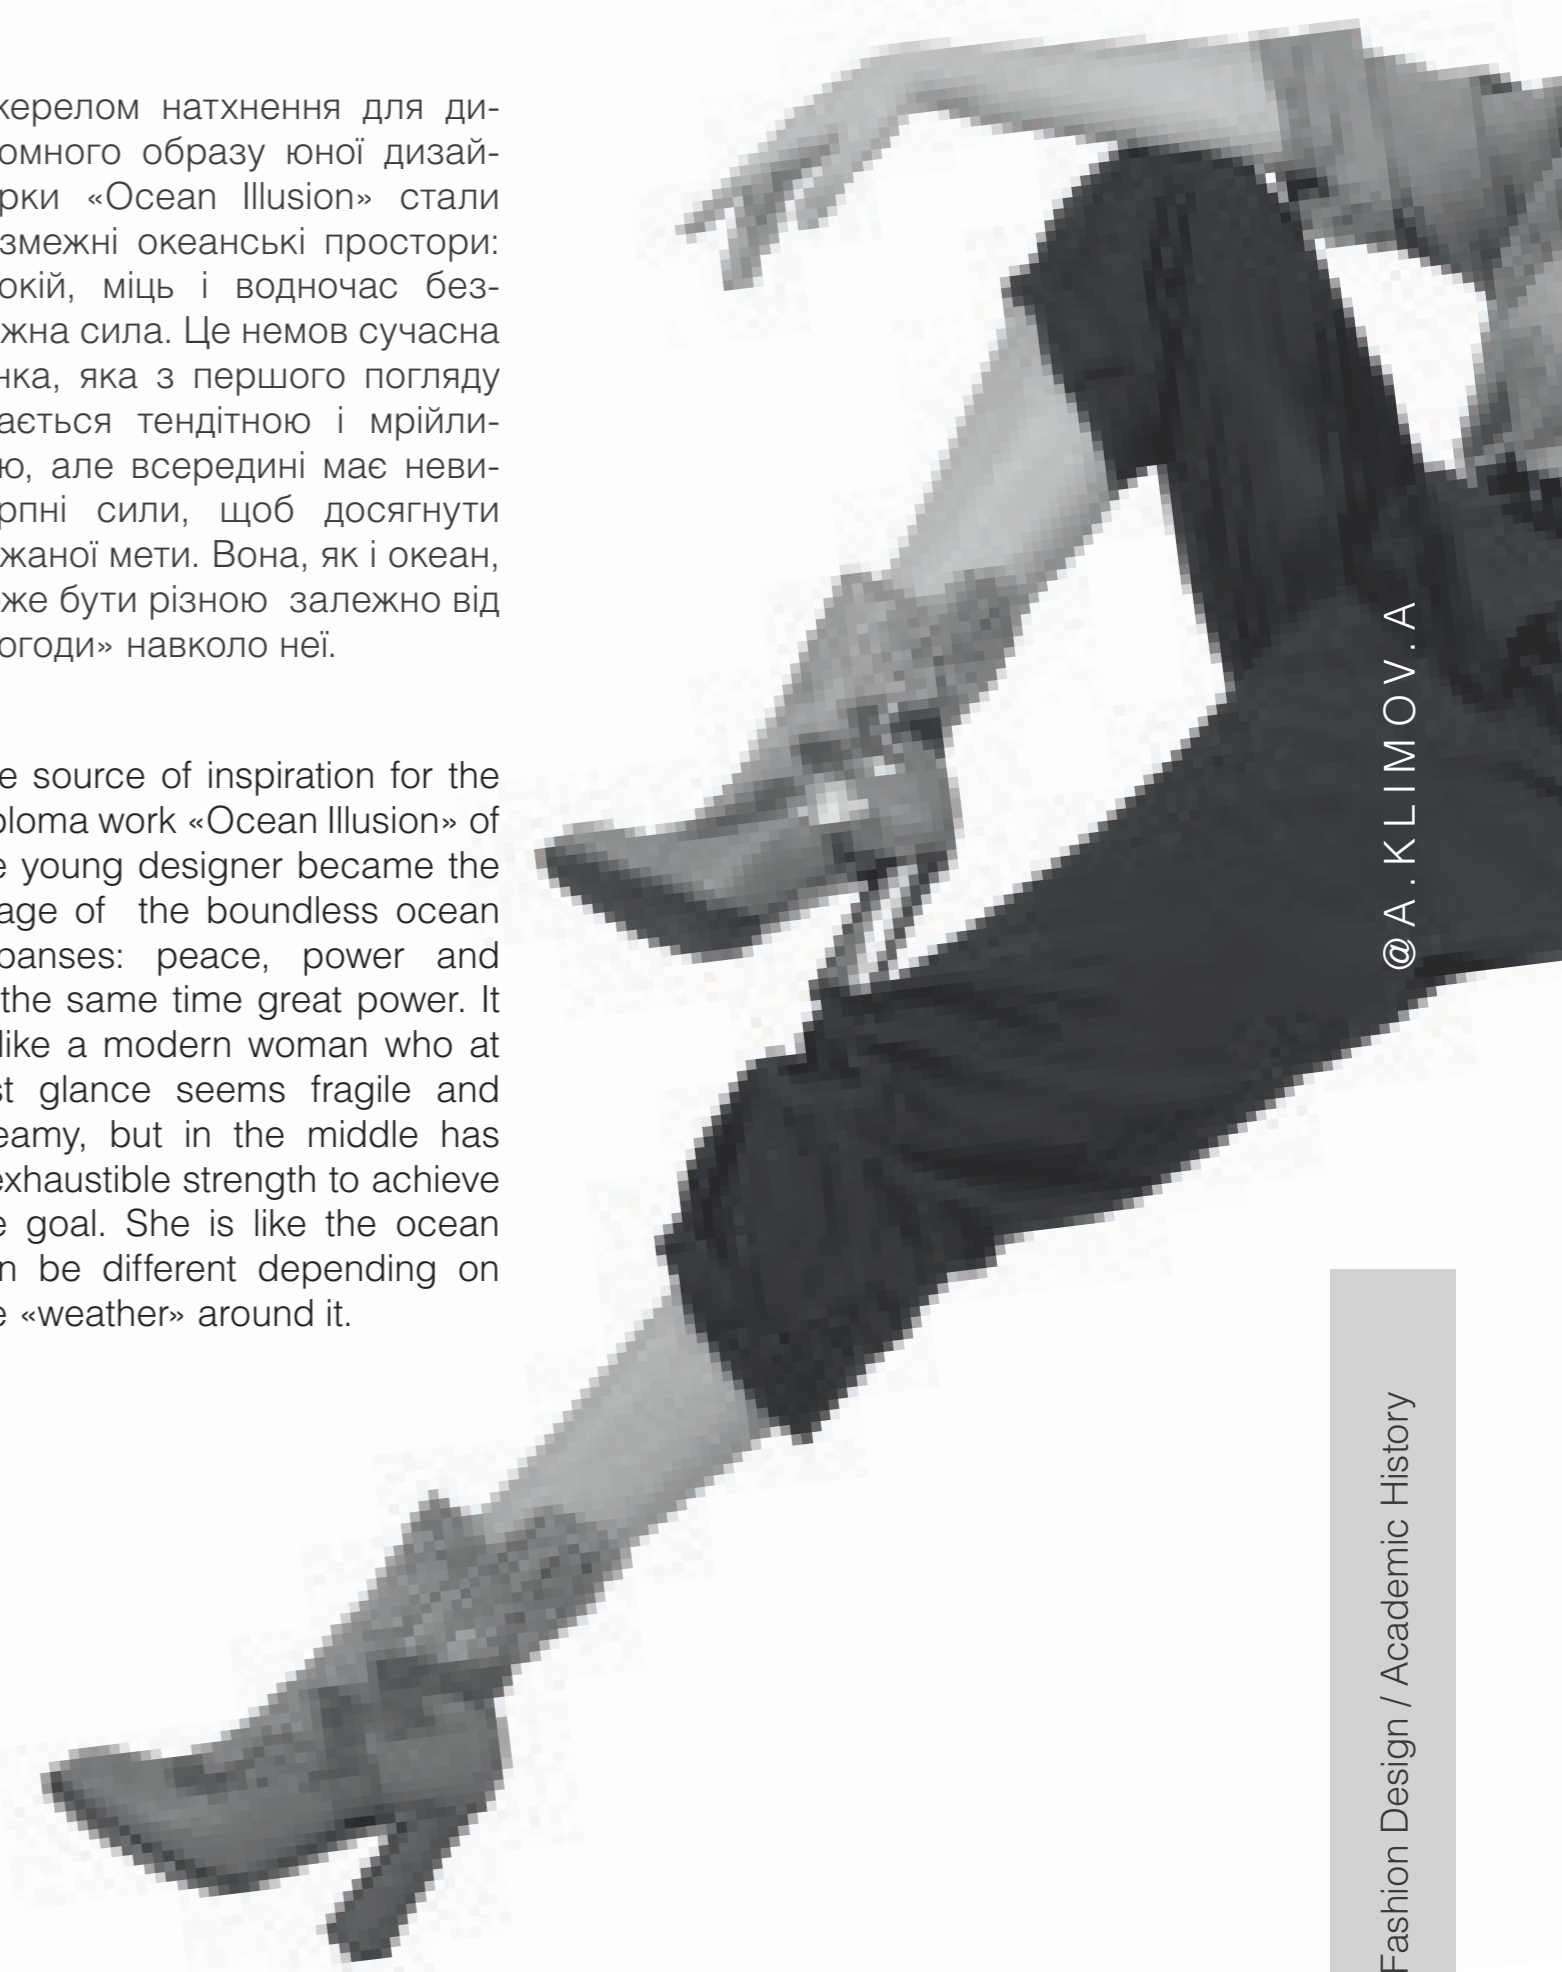 керелом натхнення для ди-
омного образу юної дизай-
рки «Ocean Illusion» стали
змежні океанські простори:
окій, міць і водночас без-
жна сила. Це немов сучасна
нка, яка з першого погляду
ається тендітною і мрійли-
ю, але всередині має неви-
рпні сили, щоб досягнути
жаної мети. Вона, як і океан,
же бути різною залежно від
огоди» навколо неї.
e source of inspiration for the
ploma work «Ocean Illusion» of
e young designer became the
age of the boundless ocean
panses: peace, power and
the same time great power. It
like a modern woman who at
st glance seems fragile and
eamy, but in the middle has
exhaustible strength to achieve
e goal. She is like the ocean
n be different depending on
e «weather» around it.
@A.KLIMOV.A
Fashion Design / Academic History